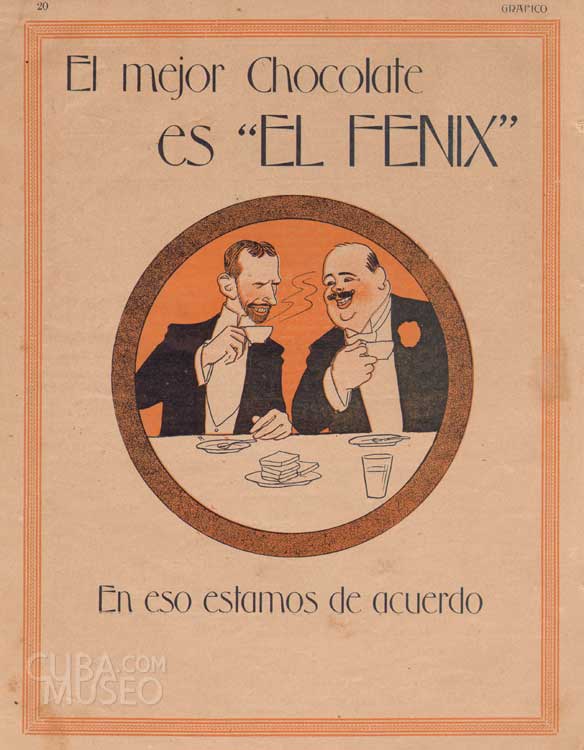 20
GRAFICO
El mejor Chocolate
es "EL FENIX"
En eso estamos de acuerdo
CUBA.COM
MUSEO